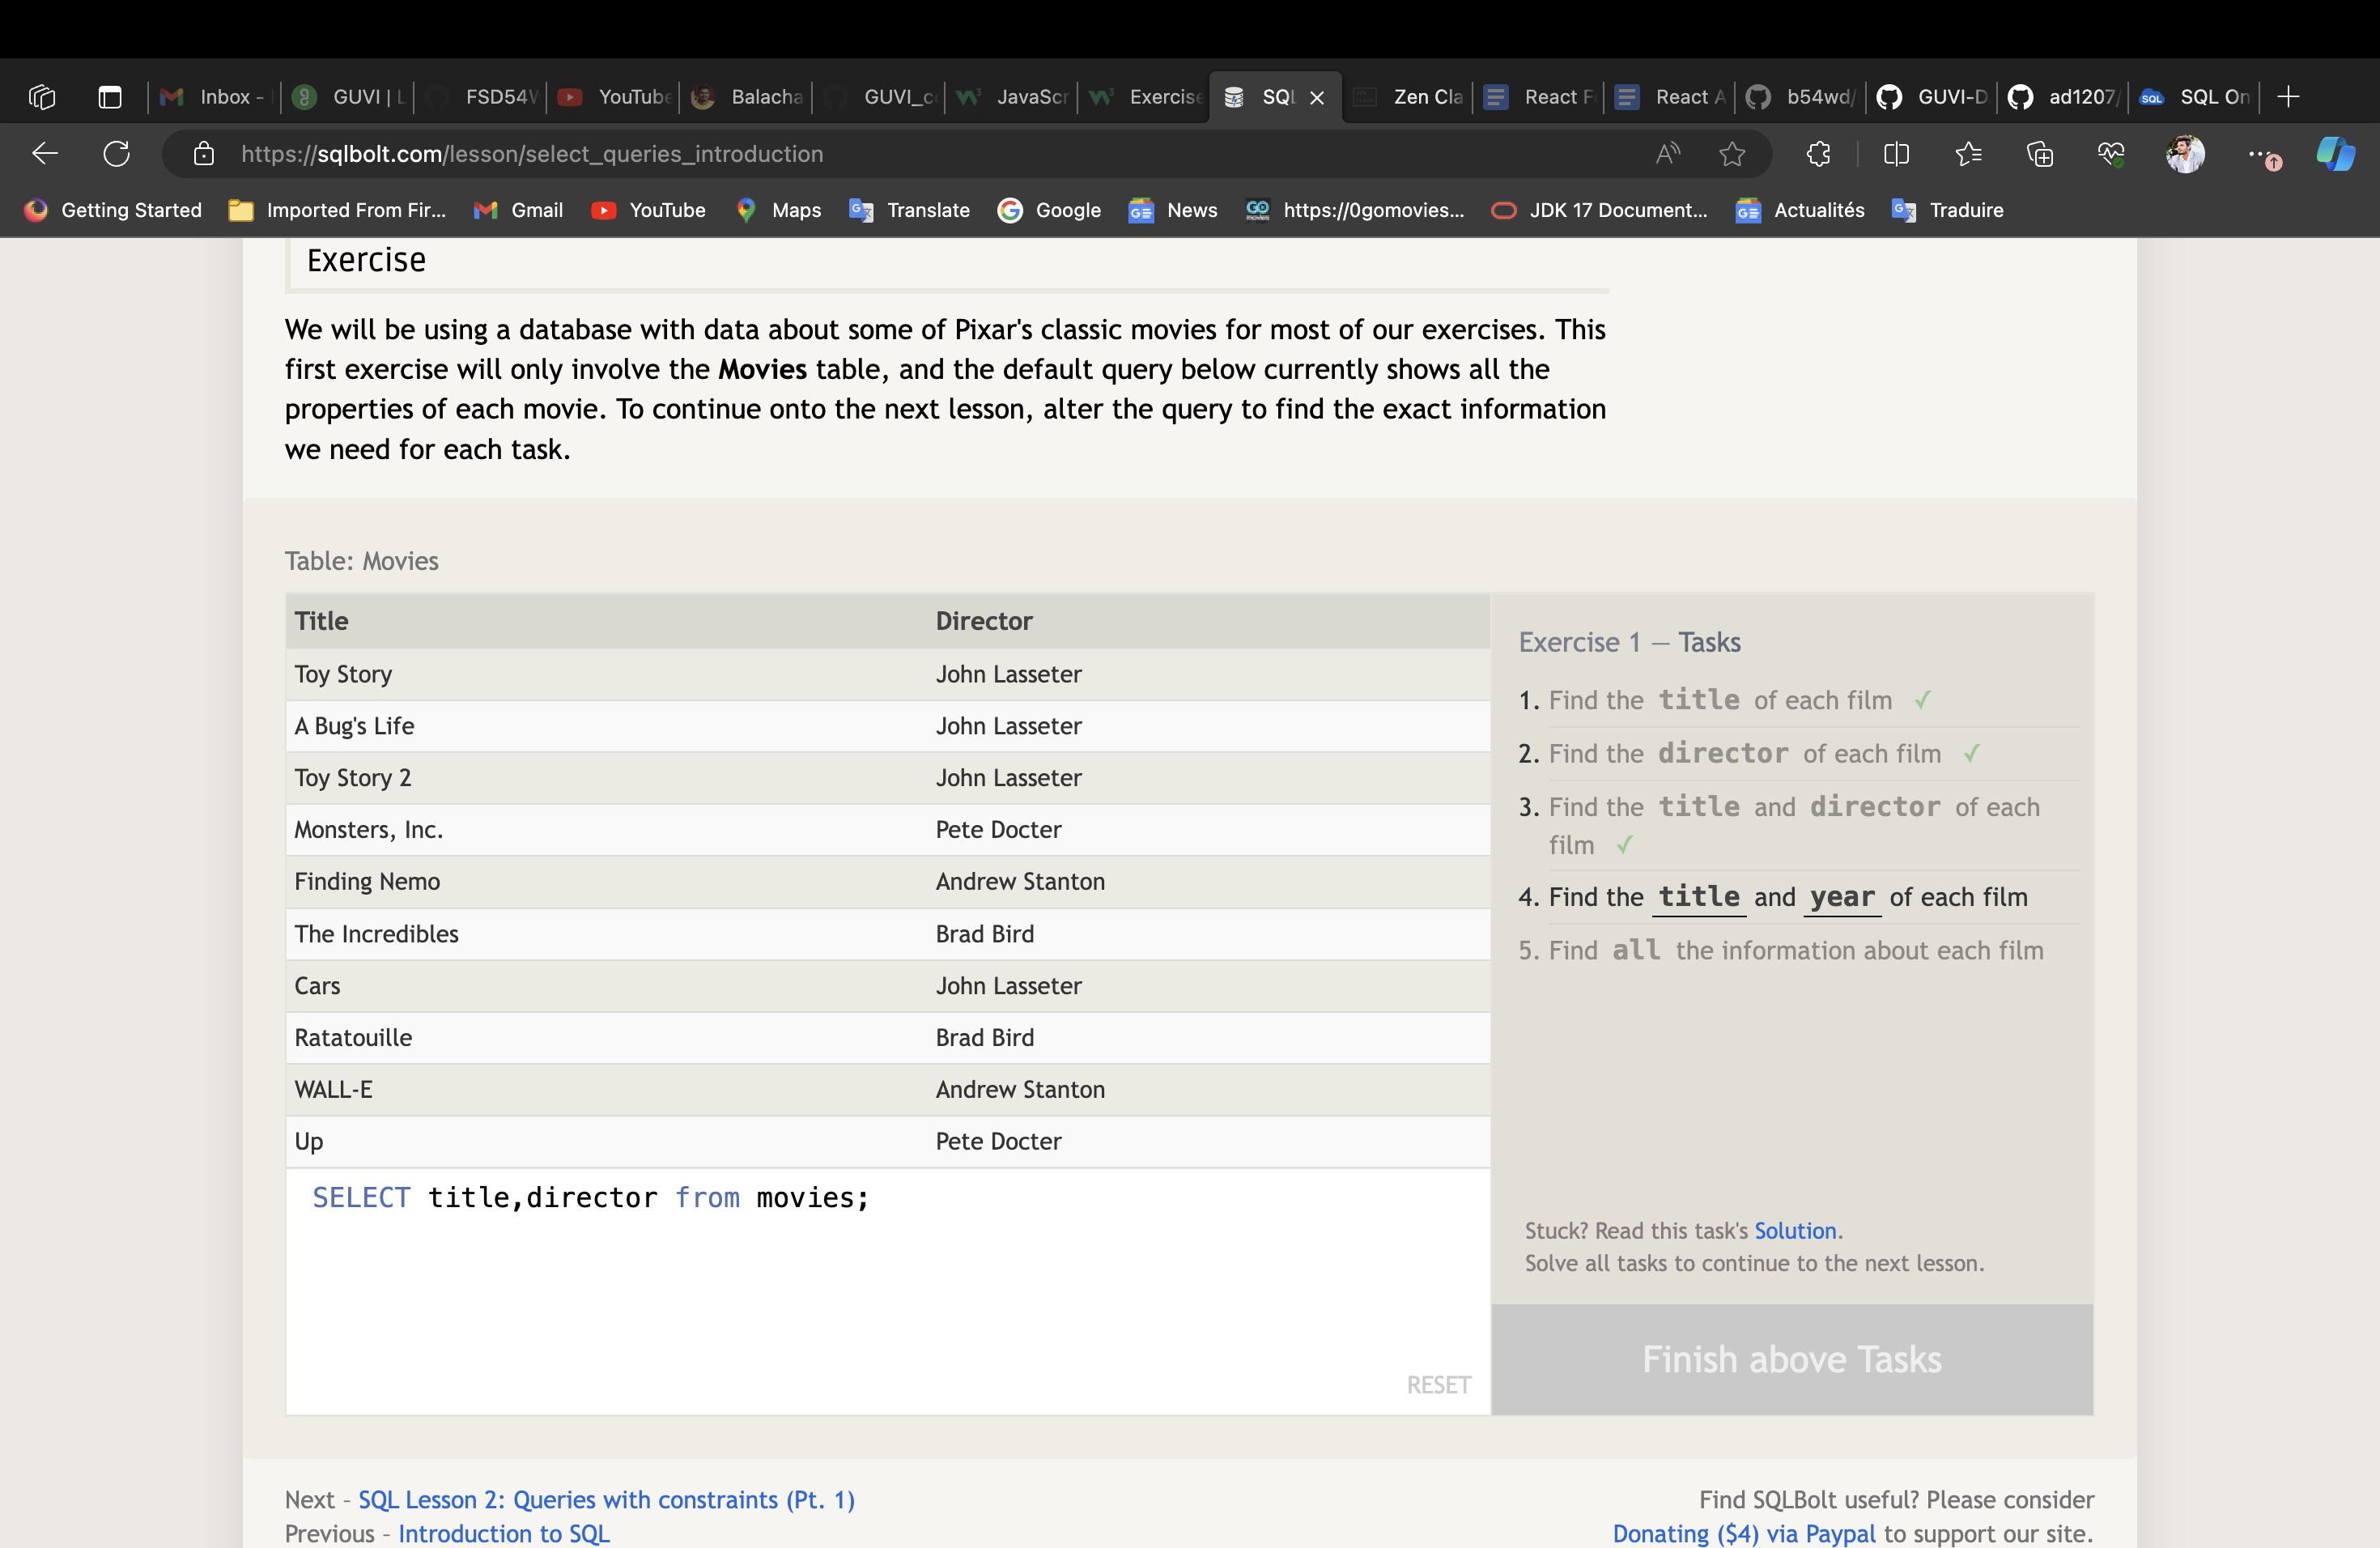 Inbox -
GUVI | L
FSD54W
YouTube
Balacha
GUVI_c
JavaScr
Exercise
SQL
Zen Cla
React F
React A
b54wd/
GUVI-D
ad1207/
SQL On
https://sqlbolt.com/lesson/select_queries_introduction
Getting Started Imported From Fir... Gmail YouTube Maps Translate Google News https://0gomovies... JDK 17 Document... Actualités Traduire
Exercise
We will be using a database with data about some of Pixar's classic movies for most of our exercises. This
first exercise will only involve the Movies table, and the default query below currently shows all the
properties of each movie. To continue onto the next lesson, alter the query to find the exact information
we need for each task.
Table: Movies
Title Director
Toy Story John Lasseter
A Bug's Life John Lasseter
Toy Story 2 John Lasseter
Monsters, Inc. Pete Docter
Finding Nemo Andrew Stanton
The Incredibles Brad Bird
Cars John Lasseter
Ratatouille Brad Bird
WALL-E Andrew Stanton
Up Pete Docter
SELECT title,director from movies;
RESET
Exercise 1 — Tasks
1. Find the title of each film ✓
2. Find the director of each film ✓
3. Find the title and director of each
film ✓
4. Find the title and year of each film
5. Find all the information about each film
Stuck? Read this task's Solution.
Solve all tasks to continue to the next lesson.
Finish above Tasks
Next – SQL Lesson 2: Queries with constraints (Pt. 1)
Previous – Introduction to SQL
Find SQLBolt useful? Please consider
Donating ($4) via Paypal to support our site.